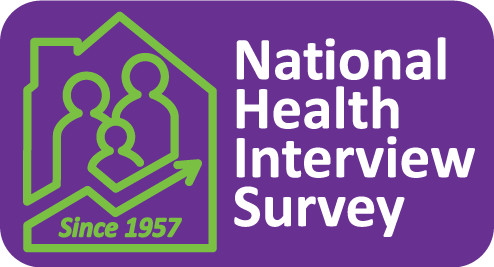 National
Health
Interview
Survey
Since 1957